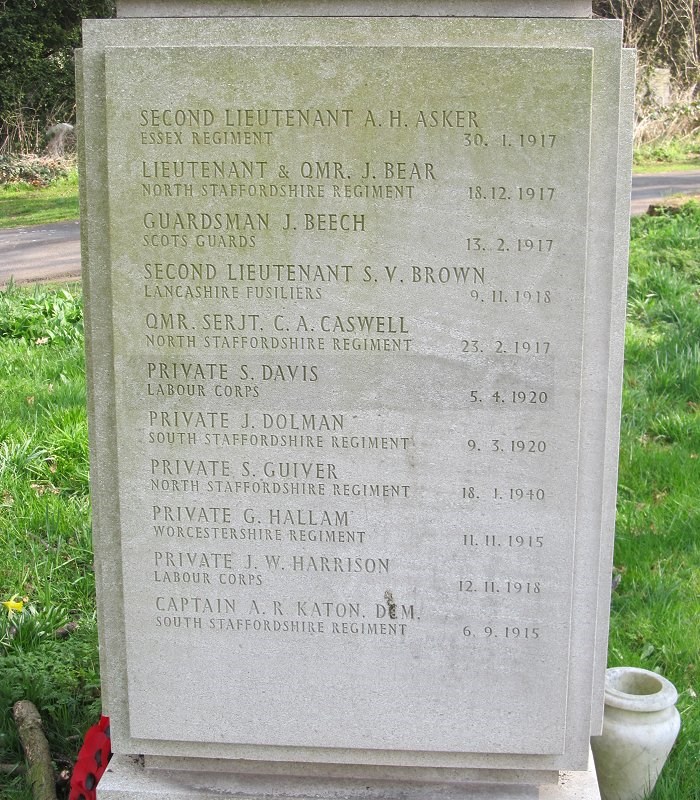 SECOND LIEUTENANT A. H. ASKER
ESSEX REGIMENT 30. 1. 1917
LIEUTENANT & QMR. J. BEAR
NORTH STAFFORDSHIRE REGIMENT 18. 12. 1917
GUARDSMAN J. BEECH
SCOTS GUARDS 13. 2. 1917
SECOND LIEUTENANT S. V. BROWN
LANCASHIRE FUSILIERS 9. 11. 1918
QMR. SERJT. C. A. CASWELL
NORTH STAFFORDSHIRE REGIMENT 23. 2. 1917
PRIVATE S. DAVIS
LABOUR CORPS 5. 4. 1920
PRIVATE J. DOLMAN
SOUTH STAFFORDSHIRE REGIMENT 9. 3. 1920
PRIVATE S. GUIVER
NORTH STAFFORDSHIRE REGIMENT 18. 1. 1940
PRIVATE G. HALLAM
WORCESTERSHIRE REGIMENT 11. 11. 1915
PRIVATE J. W. HARRISON
LABOUR CORPS 12. 11. 1918
CAPTAIN A. R. KATON.
SOUTH STAFFORDSHIRE REGIMENT 6. 9. 1915